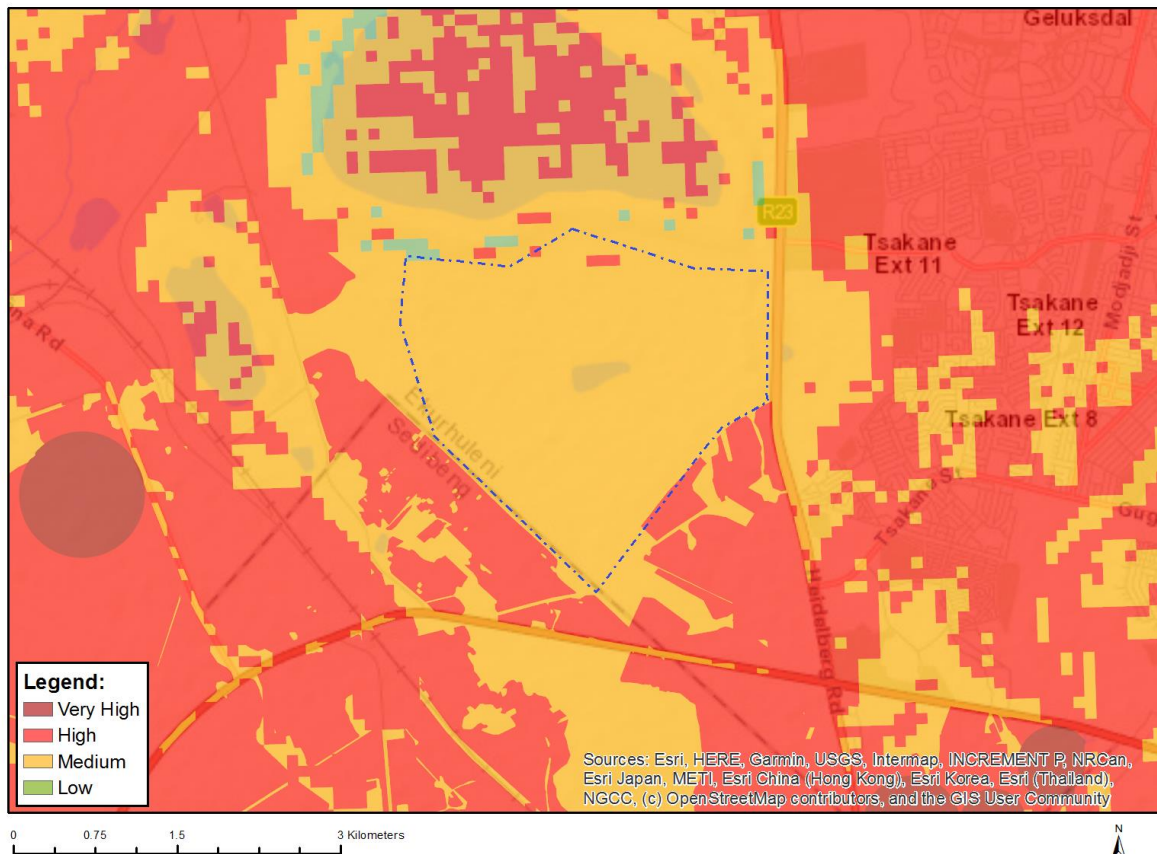 Geluksdal
R23
Tsakane
Ext 11
Modjadji St
Tsakane
Ext 12
na Rd
Ekurhuleni
Sedibeng
Tsakane Ext 8
Tsakane St
Gug
Heidelberg Rd
Legend:
Very High
High
Medium
Low
Sources: Esri, HERE, Garmin, USGS, Intermap, INCREMENT P, NRCan,
Esri Japan, METI, Esri China (Hong Kong), Esri Korea, Esri (Thailand),
NGCC, (c) OpenStreetMap contributors, and the GIS User Community
0 0.75 1.5 3 Kilometers
N